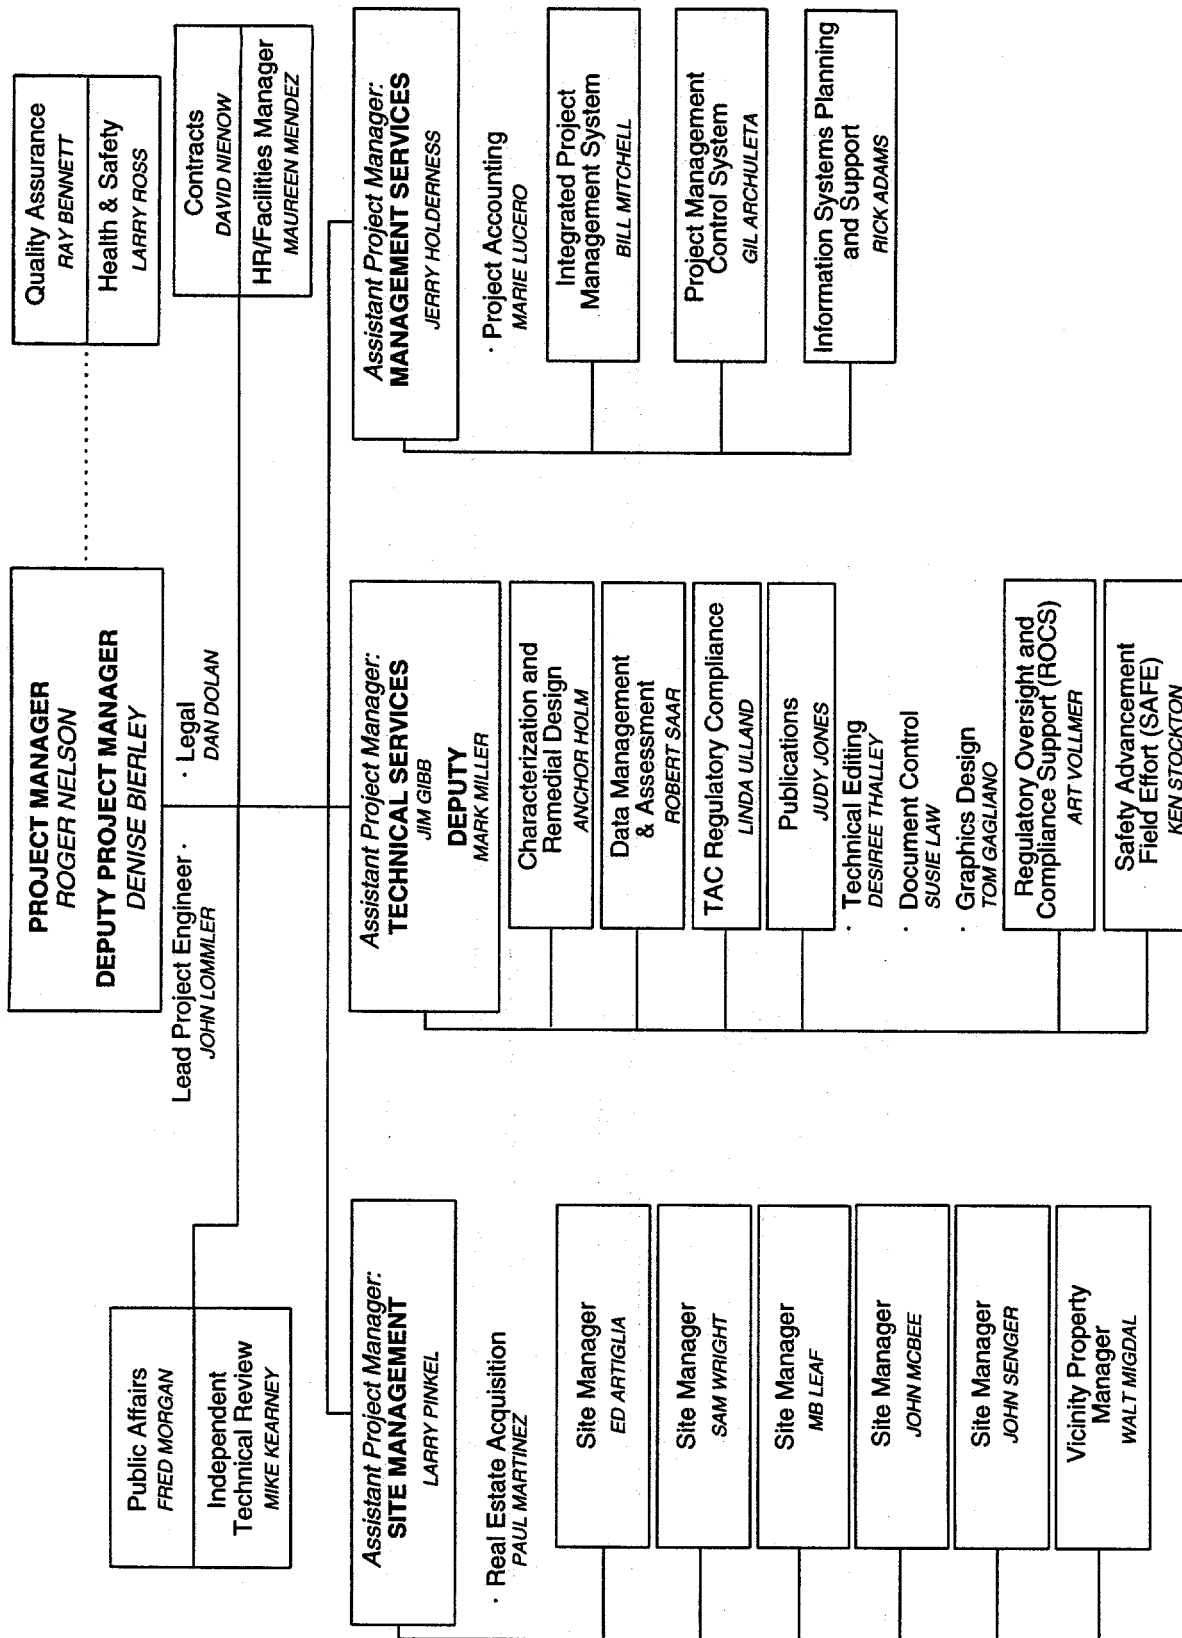 PROJECT MANAGER
ROGER NELSON
DEPUTY PROJECT MANAGER
DENISE BIERLEY
Quality Assurance
RAY BENNETT
Health & Safety
LARRY ROSS
Public Affairs
FRED MORGAN
Independent
Technical Review
MIKE KEARNEY
Lead Project Engineer ·
JOHN LOMMLER
· Legal
DAN DOLAN
Contracts
DAVID NIENOW
HR/Facilities Manager
MAUREEN MENDEZ
Assistant Project Manager:
SITE MANAGEMENT
LARRY PINKEL
· Real Estate Acquisition
PAUL MARTINEZ
Site Manager
ED ARTIGLIA
Site Manager
SAM WRIGHT
Site Manager
MB LEAF
Site Manager
JOHN MCBEE
Site Manager
JOHN SENGER
Vicinity Property
Manager
WALT MIGDAL
Assistant Project Manager:
TECHNICAL SERVICES
JIM GIBB
DEPUTY
MARK MILLER
Characterization and
Remedial Design
ANCHOR HOLM
Data Management
& Assessment
ROBERT SAAR
TAC Regulatory Compliance
LINDA ULLAND
Publications
JUDY JONES
· Technical Editing
DESIREE THALLEY
· Document Control
SUSIE LAW
· Graphics Design
TOM GAGLIANO
Regulatory Oversight and
Compliance Support (ROCS)
ART VOLLMER
Safety Advancement
Field Effort (SAFE)
KEN STOCKTON
Assistant Project Manager:
MANAGEMENT SERVICES
JERRY HOLDERNESS
· Project Accounting
MARIE LUCERO
Integrated Project
Management System
BILL MITCHELL
Project Management
Control System
GIL ARCHULETA
Information Systems Planning
and Support
RICK ADAMS